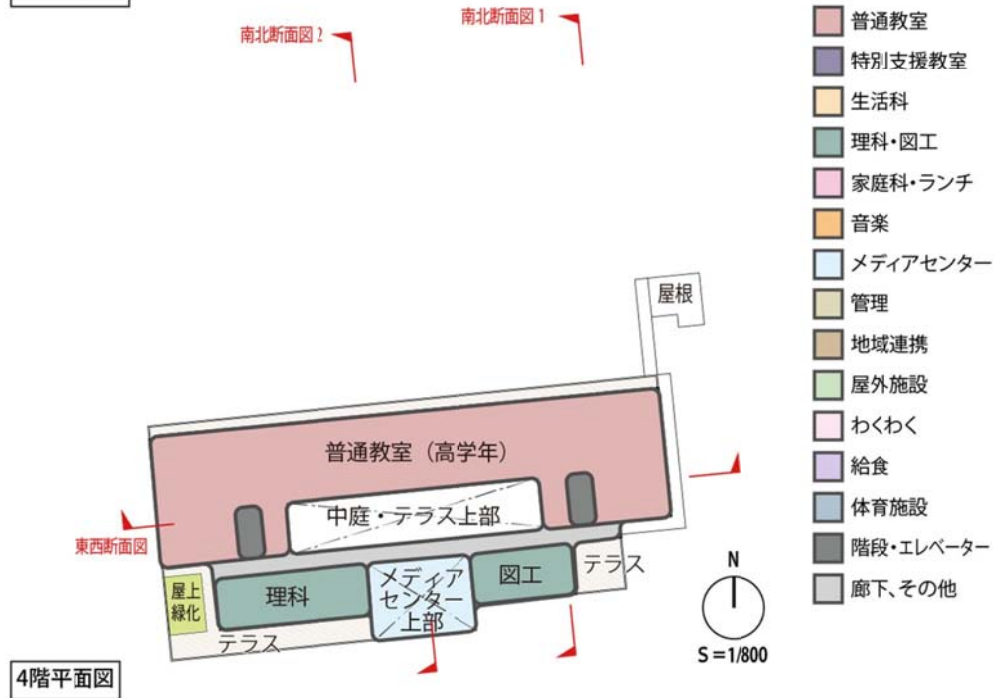 南北断面図2
南北断面図1
普通教室
特別支援教室
生活科
理科・図工
家庭科・ランチ
音楽
メディアセンター
管理
地域連携
屋外施設
わくわく
給食
体育施設
階段・エレベーター
廊下、その他
屋根
普通教室（高学年）
中庭・テラス上部
東西断面図
屋上
緑化
理科
メディア
センター
上部
図工
テラス
テラス
N
S=1/800
4階平面図